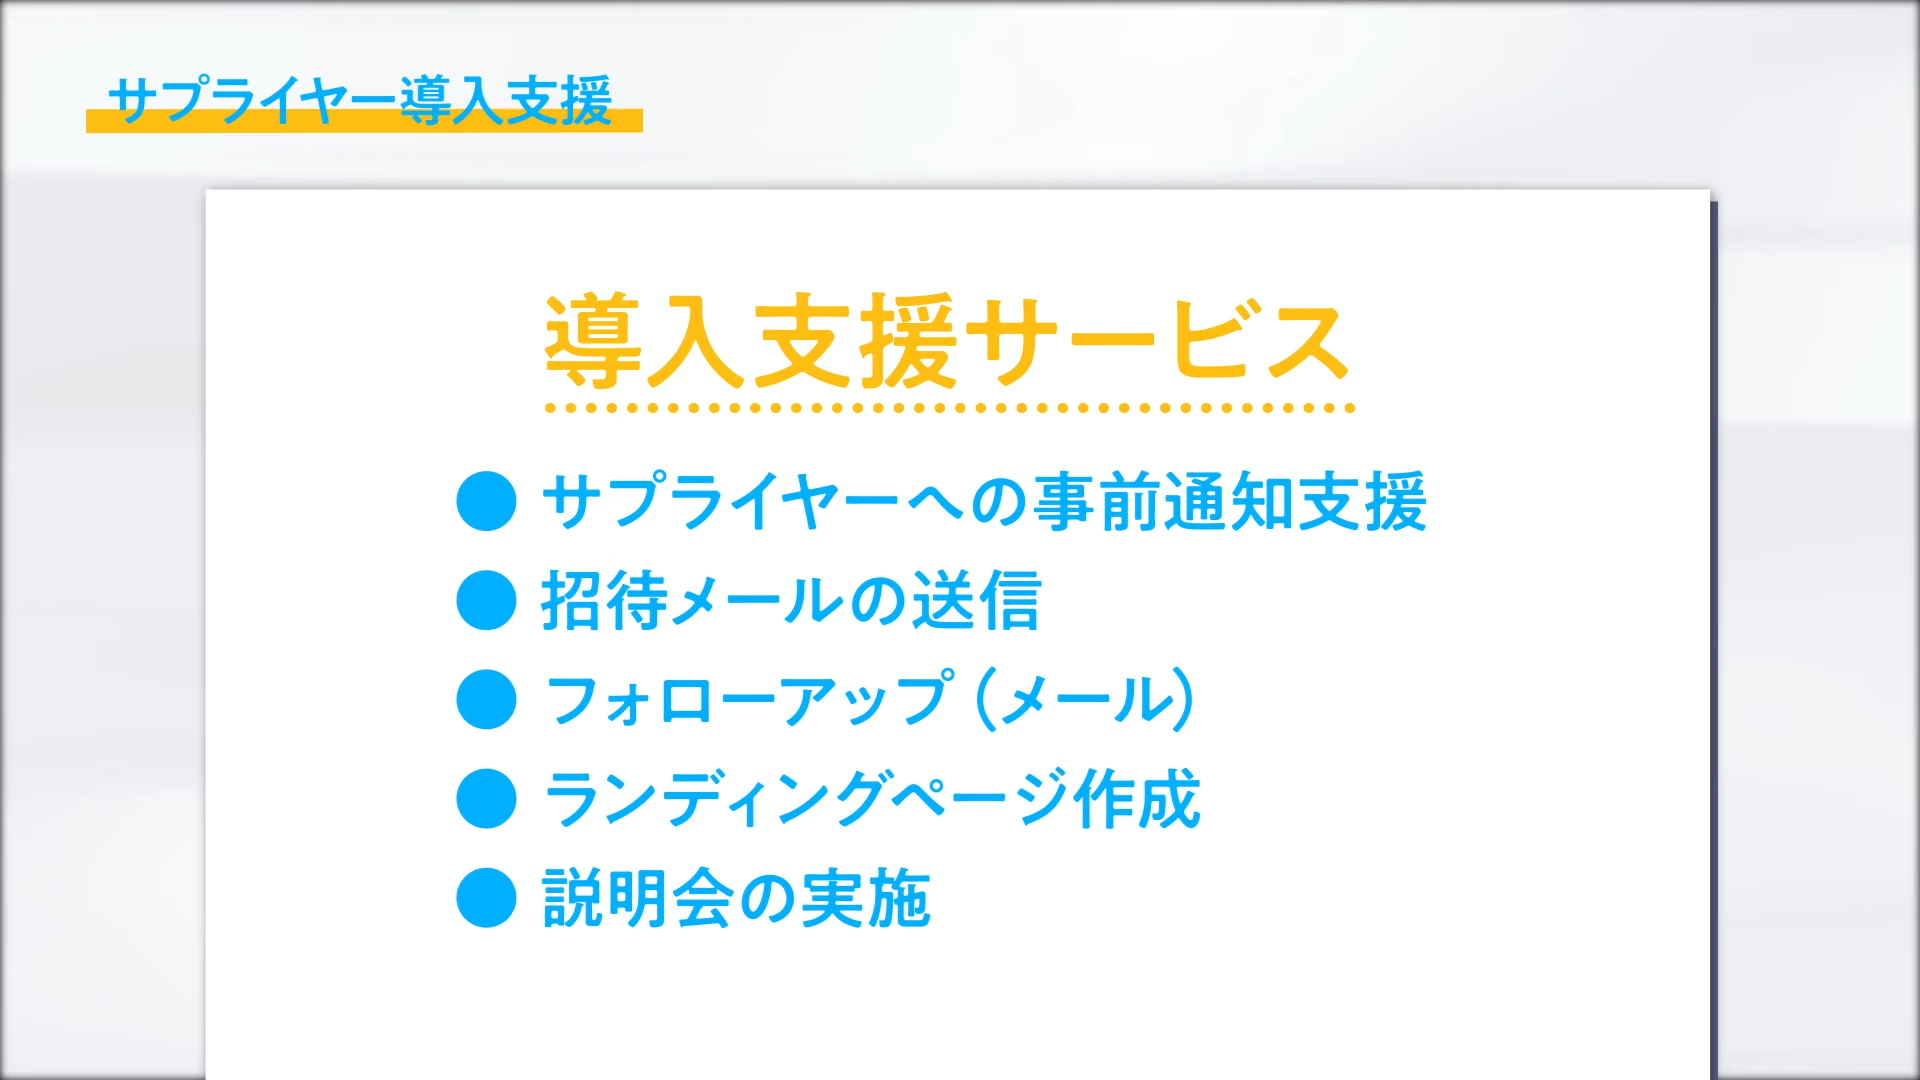 サプライヤー導入支援
導入支援サービス
● サプライヤーへの事前通知支援
● 招待メールの送信
● フォローアップ（メール）
● ランディングページ作成
● 説明会の実施